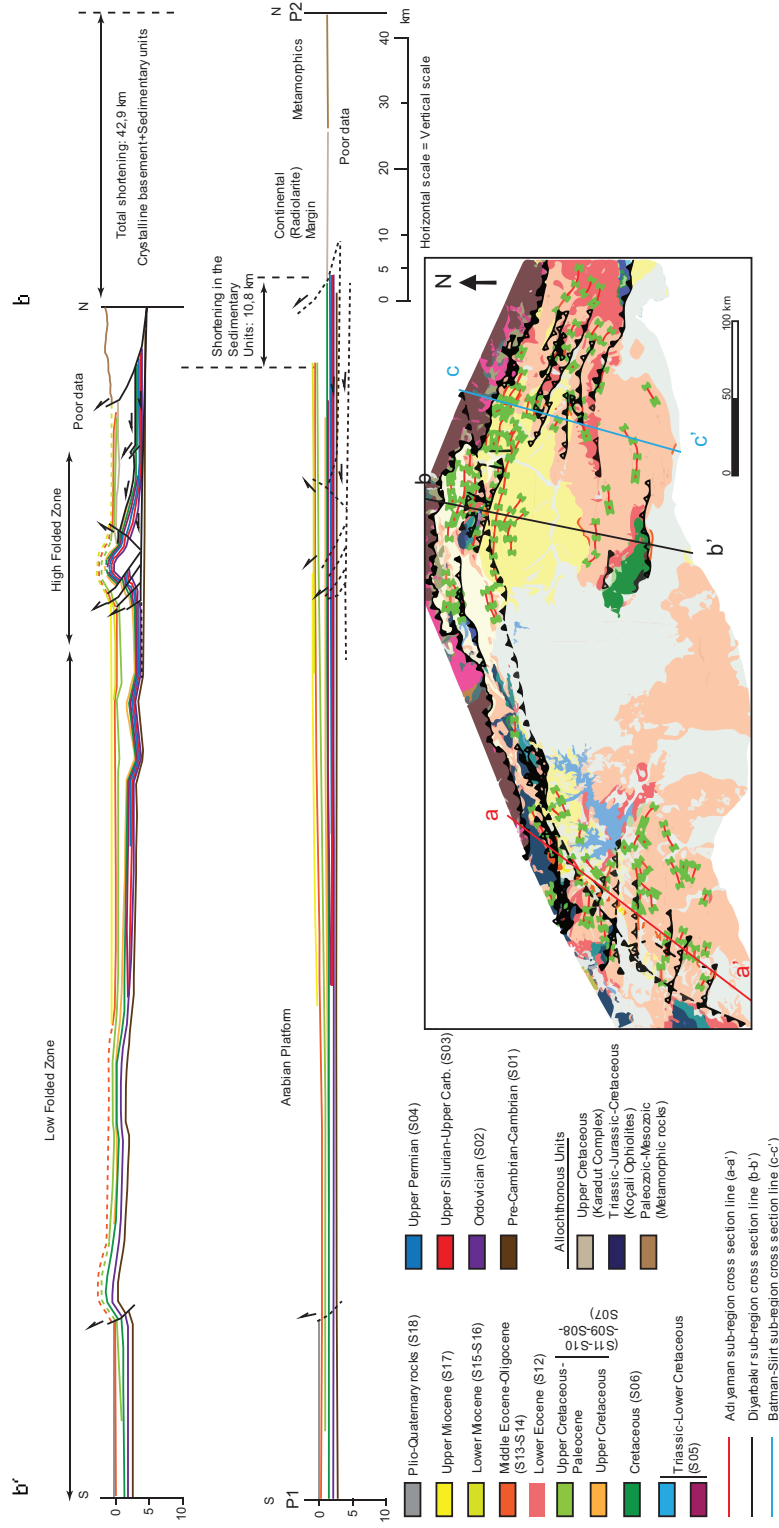 b'
b
S
N
0
5
10
Low Folded Zone
High Folded Zone
Poor data
Total shortening: 42,9 km
Crystalline basement+Sedimentary units
S
N
P1
P2
0
5
10
Arabian Platform
Shortening in the
Sedimentary
Units: 10,8 km
Continental
(Radiolarite)
Margin
Metamorphics
Poor data
0
5
10
20
30
40
km
Horizontal scale = Vertical scale
Plio-Quaternary rocks (S18)
Upper Miocene (S17)
Lower Miocene (S15-S16)
Middle Eocene-Oligocene
(S13-S14)
Lower Eocene (S12)
Upper Cretaceous-
Paleocene
Upper Cretaceous
(S11-S10
-S09-S08-
S07)
Cretaceous (S06)
Triassic-Lower Cretaceous
(S05)
Upper Permian (S04)
Upper Silurian-Upper Carb. (S03)
Ordovician (S02)
Pre-Cambrian-Cambrian (S01)
Allochthonous Units
Upper Cretaceous
(Karadut Complex)
Triassic-Jurassic-Cretaceous
(Koçali Ophiolites)
Paleozoic-Mesozoic
(Metamorphic rocks)
Adıyaman sub-region cross section line (a-a')
Diyarbakır sub-region cross section line (b-b')
Batman-Siirt sub-region cross section line (c-c')
N
a
a'
b
b'
c
c'
0
50
100 km